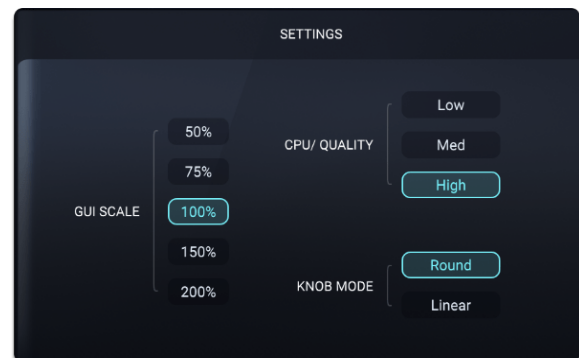 SETTINGS
GUI SCALE
50%
75%
100%
150%
200%
CPU/ QUALITY
Low
Med
High
KNOB MODE
Round
Linear